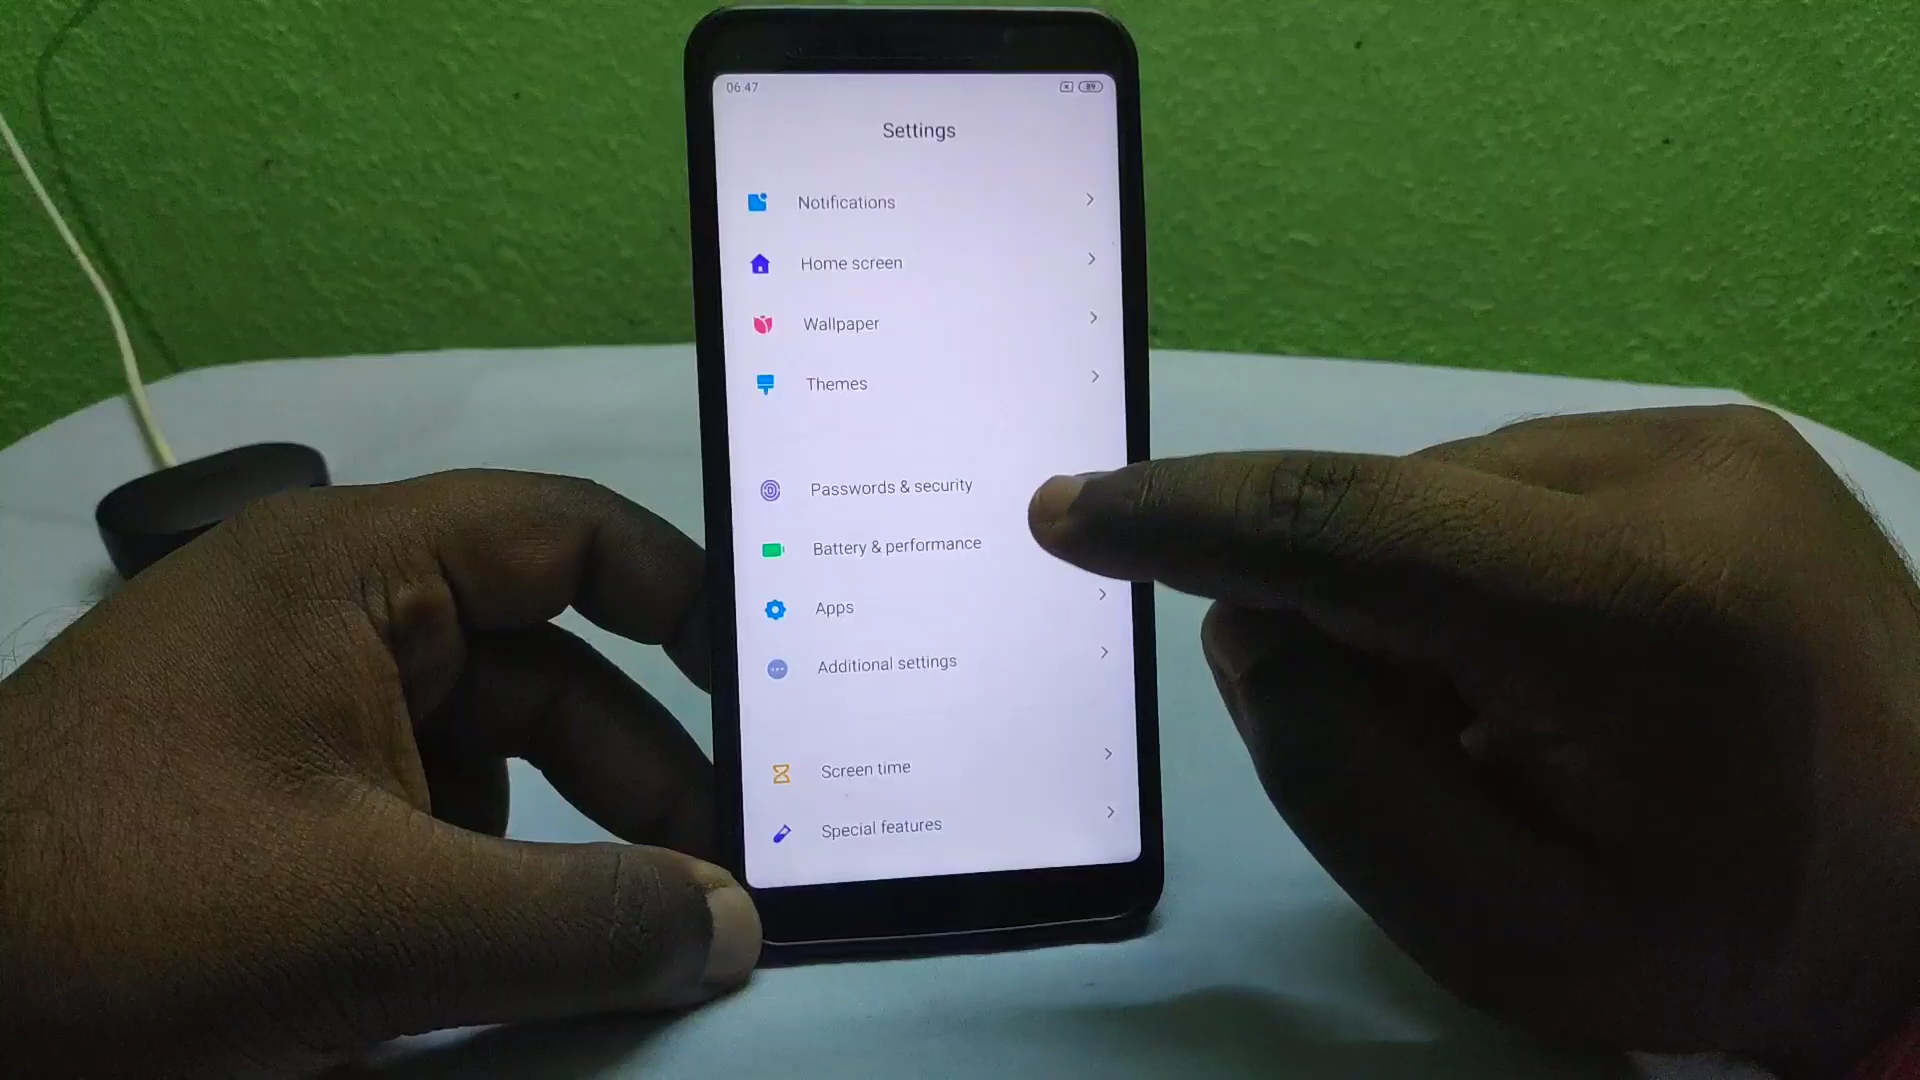 06:47
89
Settings
Notifications
Home screen
Wallpaper
Themes
Passwords & security
Battery & performance
Apps
Additional settings
Screen time
Special features